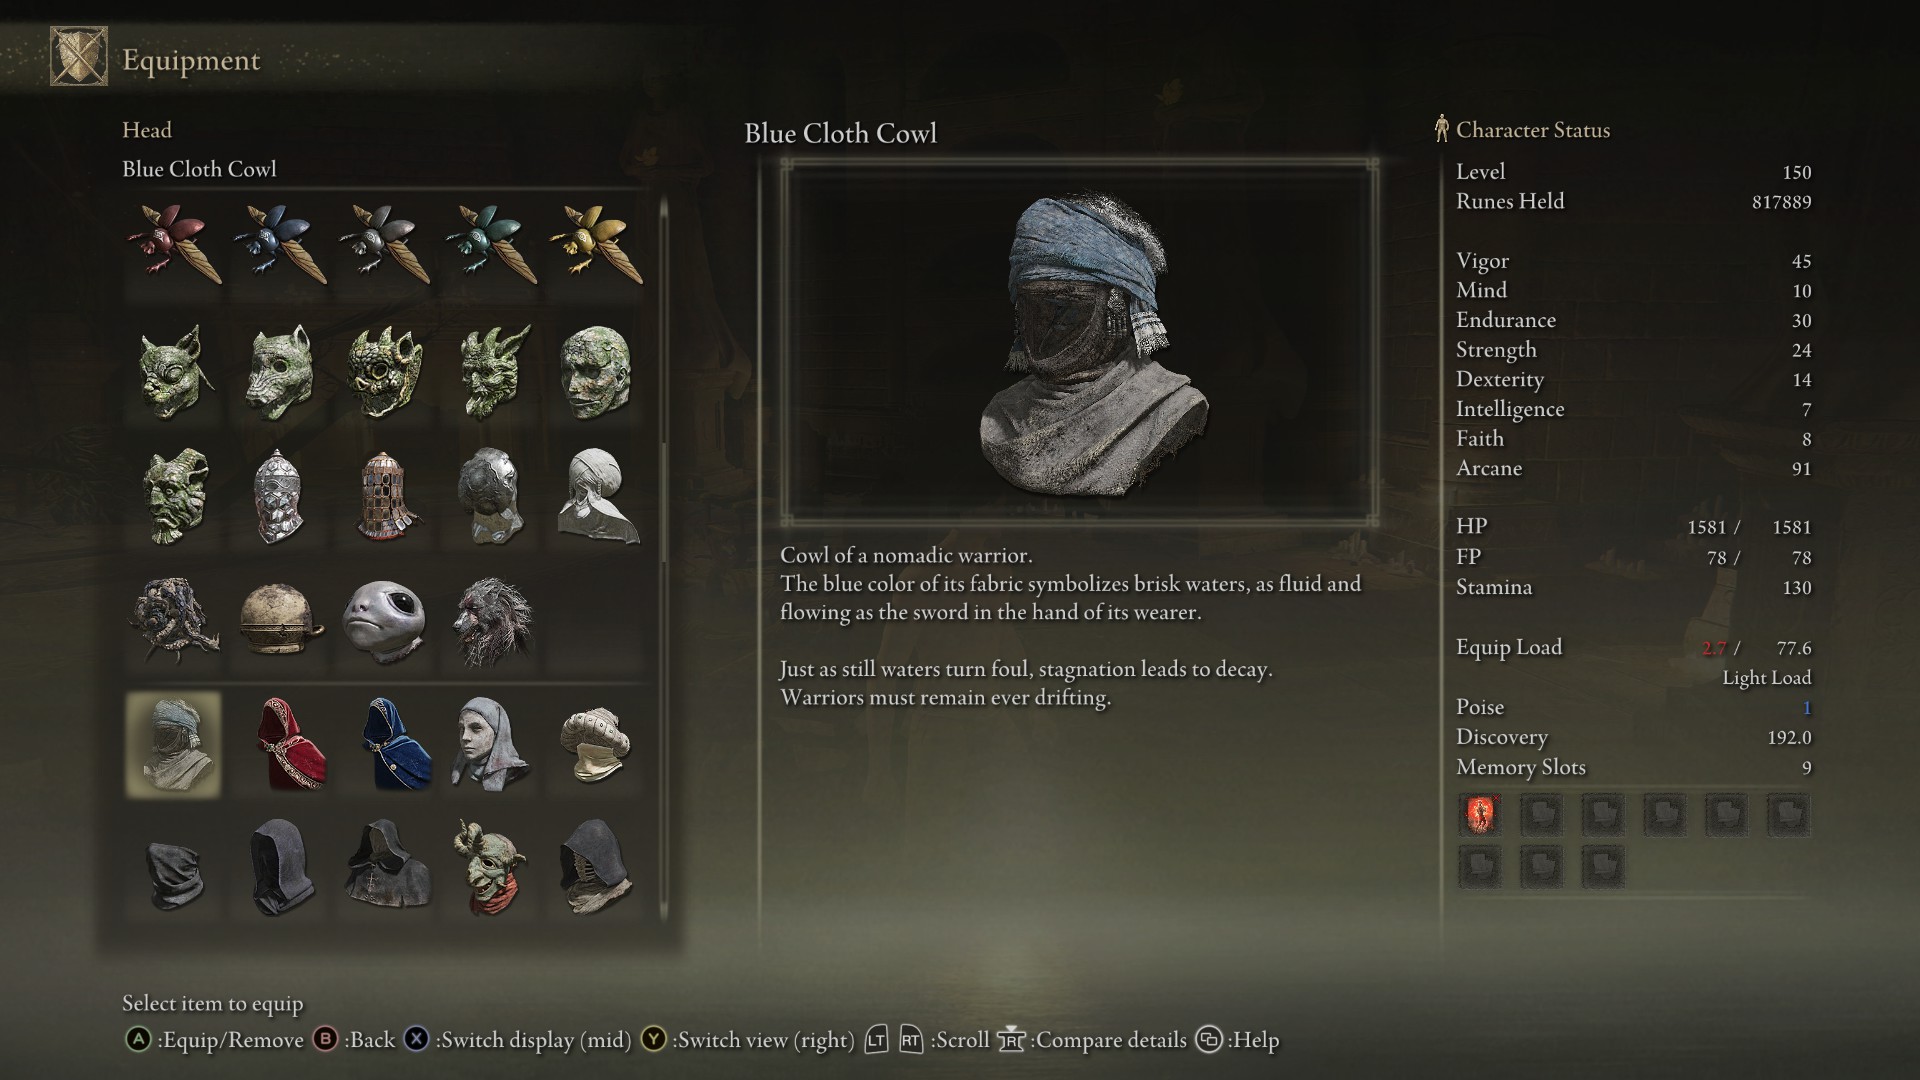 Equipment
Head
Blue Cloth Cowl
Blue Cloth Cowl
Cowl of a nomadic warrior.
The blue color of its fabric symbolizes brisk waters, as fluid and
flowing as the sword in the hand of its wearer.
Just as still waters turn foul, stagnation leads to decay.
Warriors must remain ever drifting.
Character Status
Level 150
Runes Held 817889
Vigor 45
Mind 10
Endurance 30
Strength 24
Dexterity 14
Intelligence 7
Faith 8
Arcane 91
HP 1581 / 1581
FP 78 / 78
Stamina 130
Equip Load 2.7 / 77.6
Light Load
Poise 1
Discovery 192.0
Memory Slots 9
Select item to equip
A :Equip/Remove B :Back X :Switch display (mid) Y :Switch view (right) LT RT :Scroll R :Compare details :Help